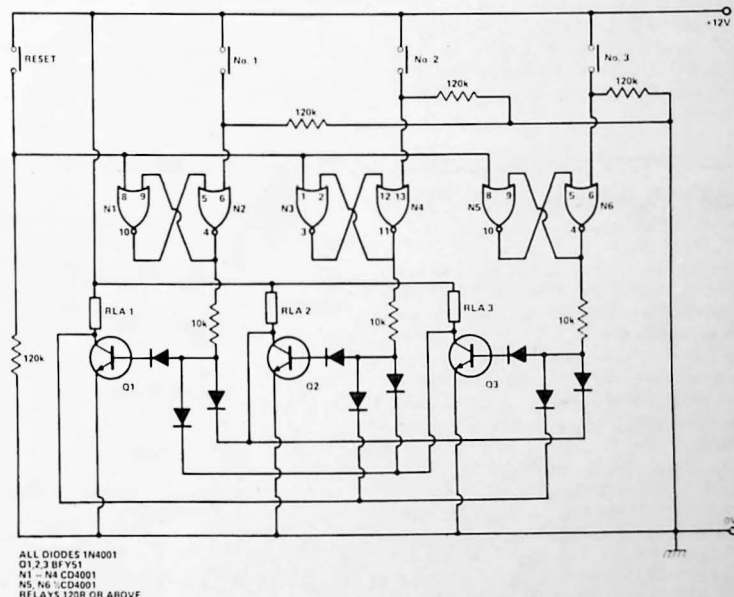 +12V
RESET
No. 1
No. 2
No. 3
120k
120k
120k
N1
8 9
10
5 6
4
N2
N3
1 2
3
12 13
11
N4
N5
8 9
10
5 6
4
N6
RLA 1
10k
RLA 2
10k
RLA 3
10k
120k
Q1
Q2
Q3
ALL DIODES 1N4001
Q1,2,3 BFY51
N1 – N4 CD4001
N5, N6 ½CD4001
RELAYS 120R OR ABOVE